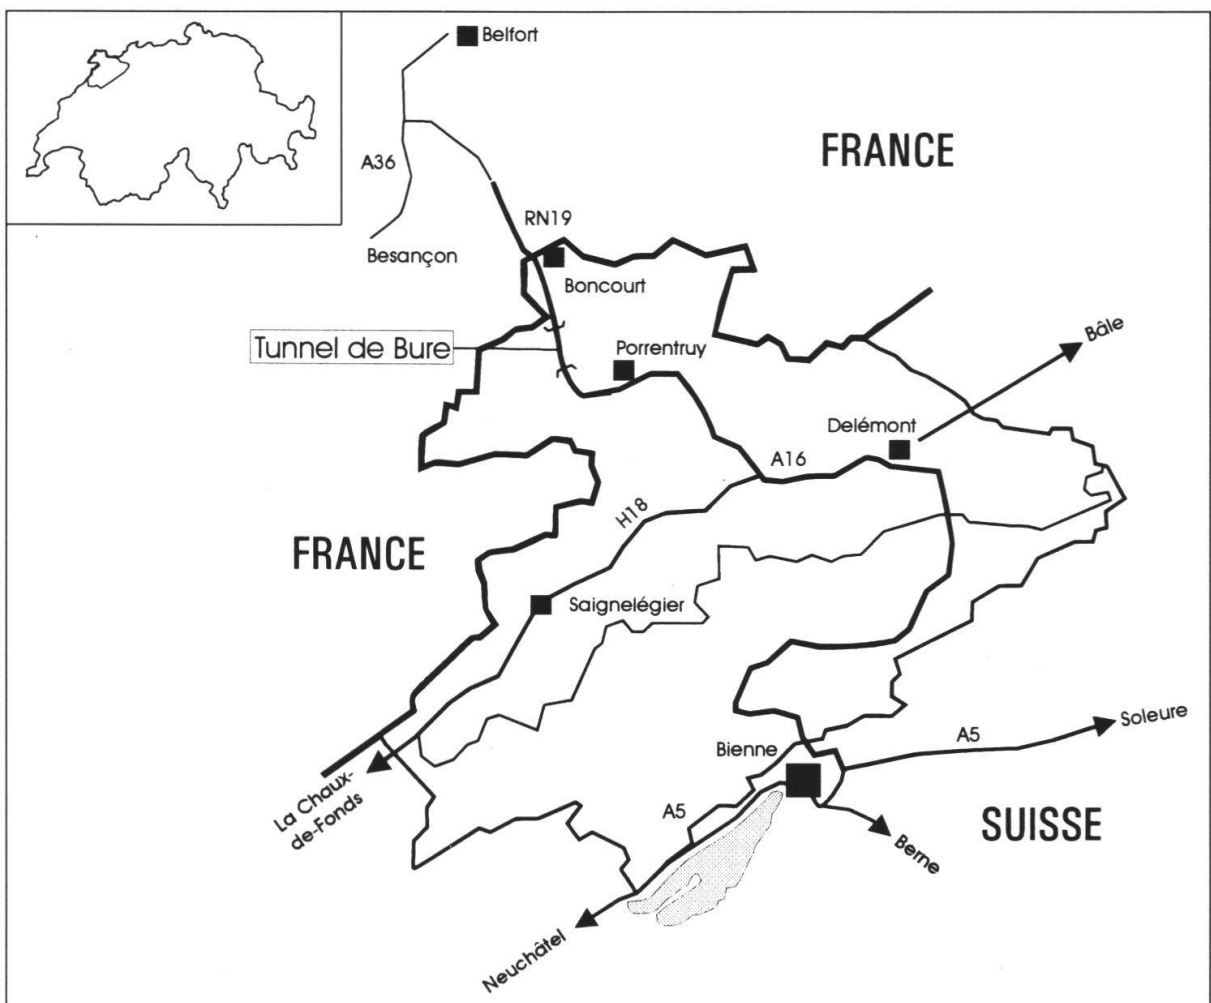 Belfort
FRANCE
A36
RN19
Besançon
Boncourt
Bâle
Tunnel de Bure
Porrentruy
Delémont
A16
H18
FRANCE
Saignelégier
Soleure
A5
Bienne
La Chaux-
de-Fonds
A5
SUISSE
Berne
Neuchâtel